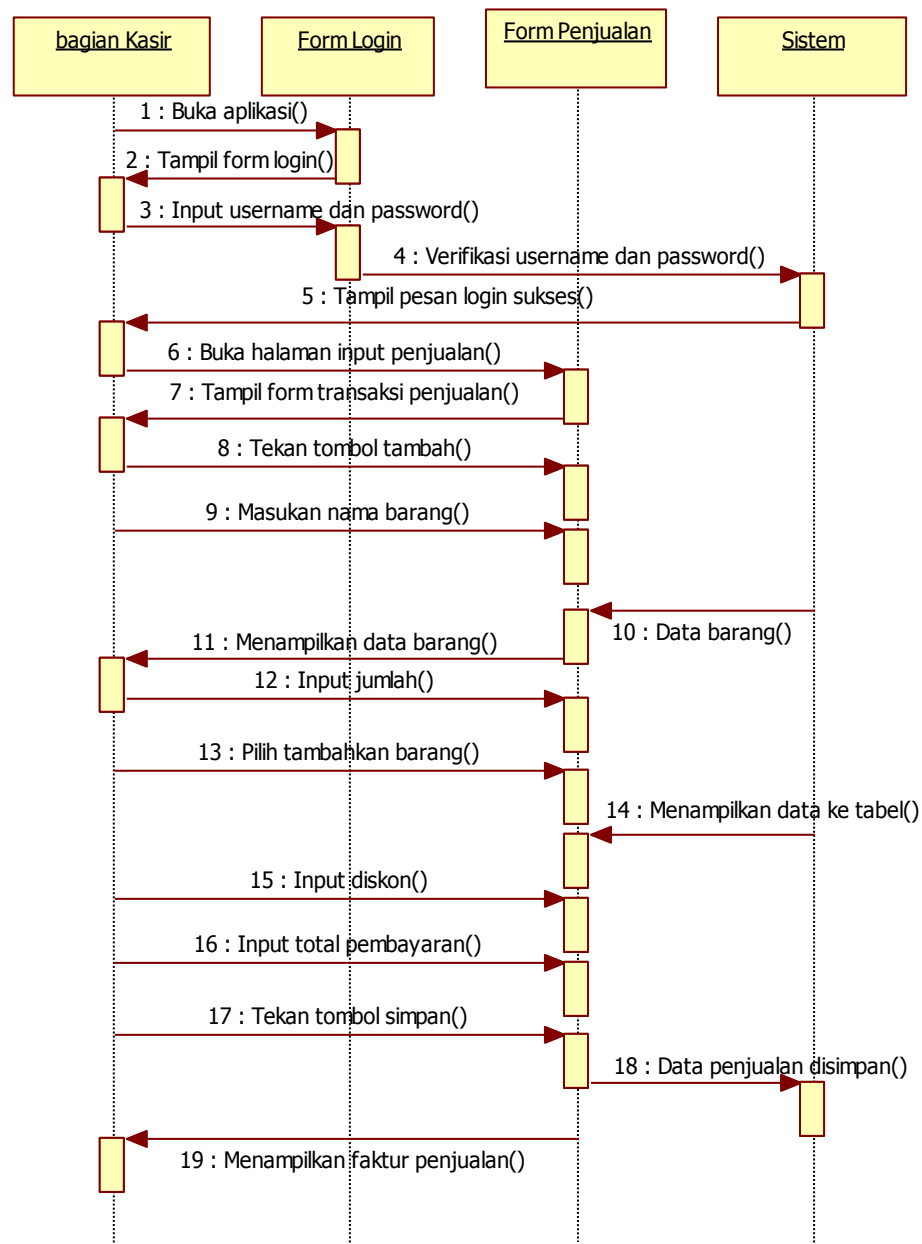 bagian Kasir
Form Login
Form Penjualan
Sistem
1 : Buka aplikasi()
2 : Tampil form login()
3 : Input username dan password()
4 : Verifikasi username dan password()
5 : Tampil pesan login sukses()
6 : Buka halaman input penjualan()
7 : Tampil form transaksi penjualan()
8 : Tekan tombol tambah()
9 : Masukan nama barang()
10 : Data barang()
11 : Menampilkan data barang()
12 : Input jumlah()
13 : Pilih tambahkan barang()
14 : Menampilkan data ke tabel()
15 : Input diskon()
16 : Input total pembayaran()
17 : Tekan tombol simpan()
18 : Data penjualan disimpan()
19 : Menampilkan faktur penjualan()